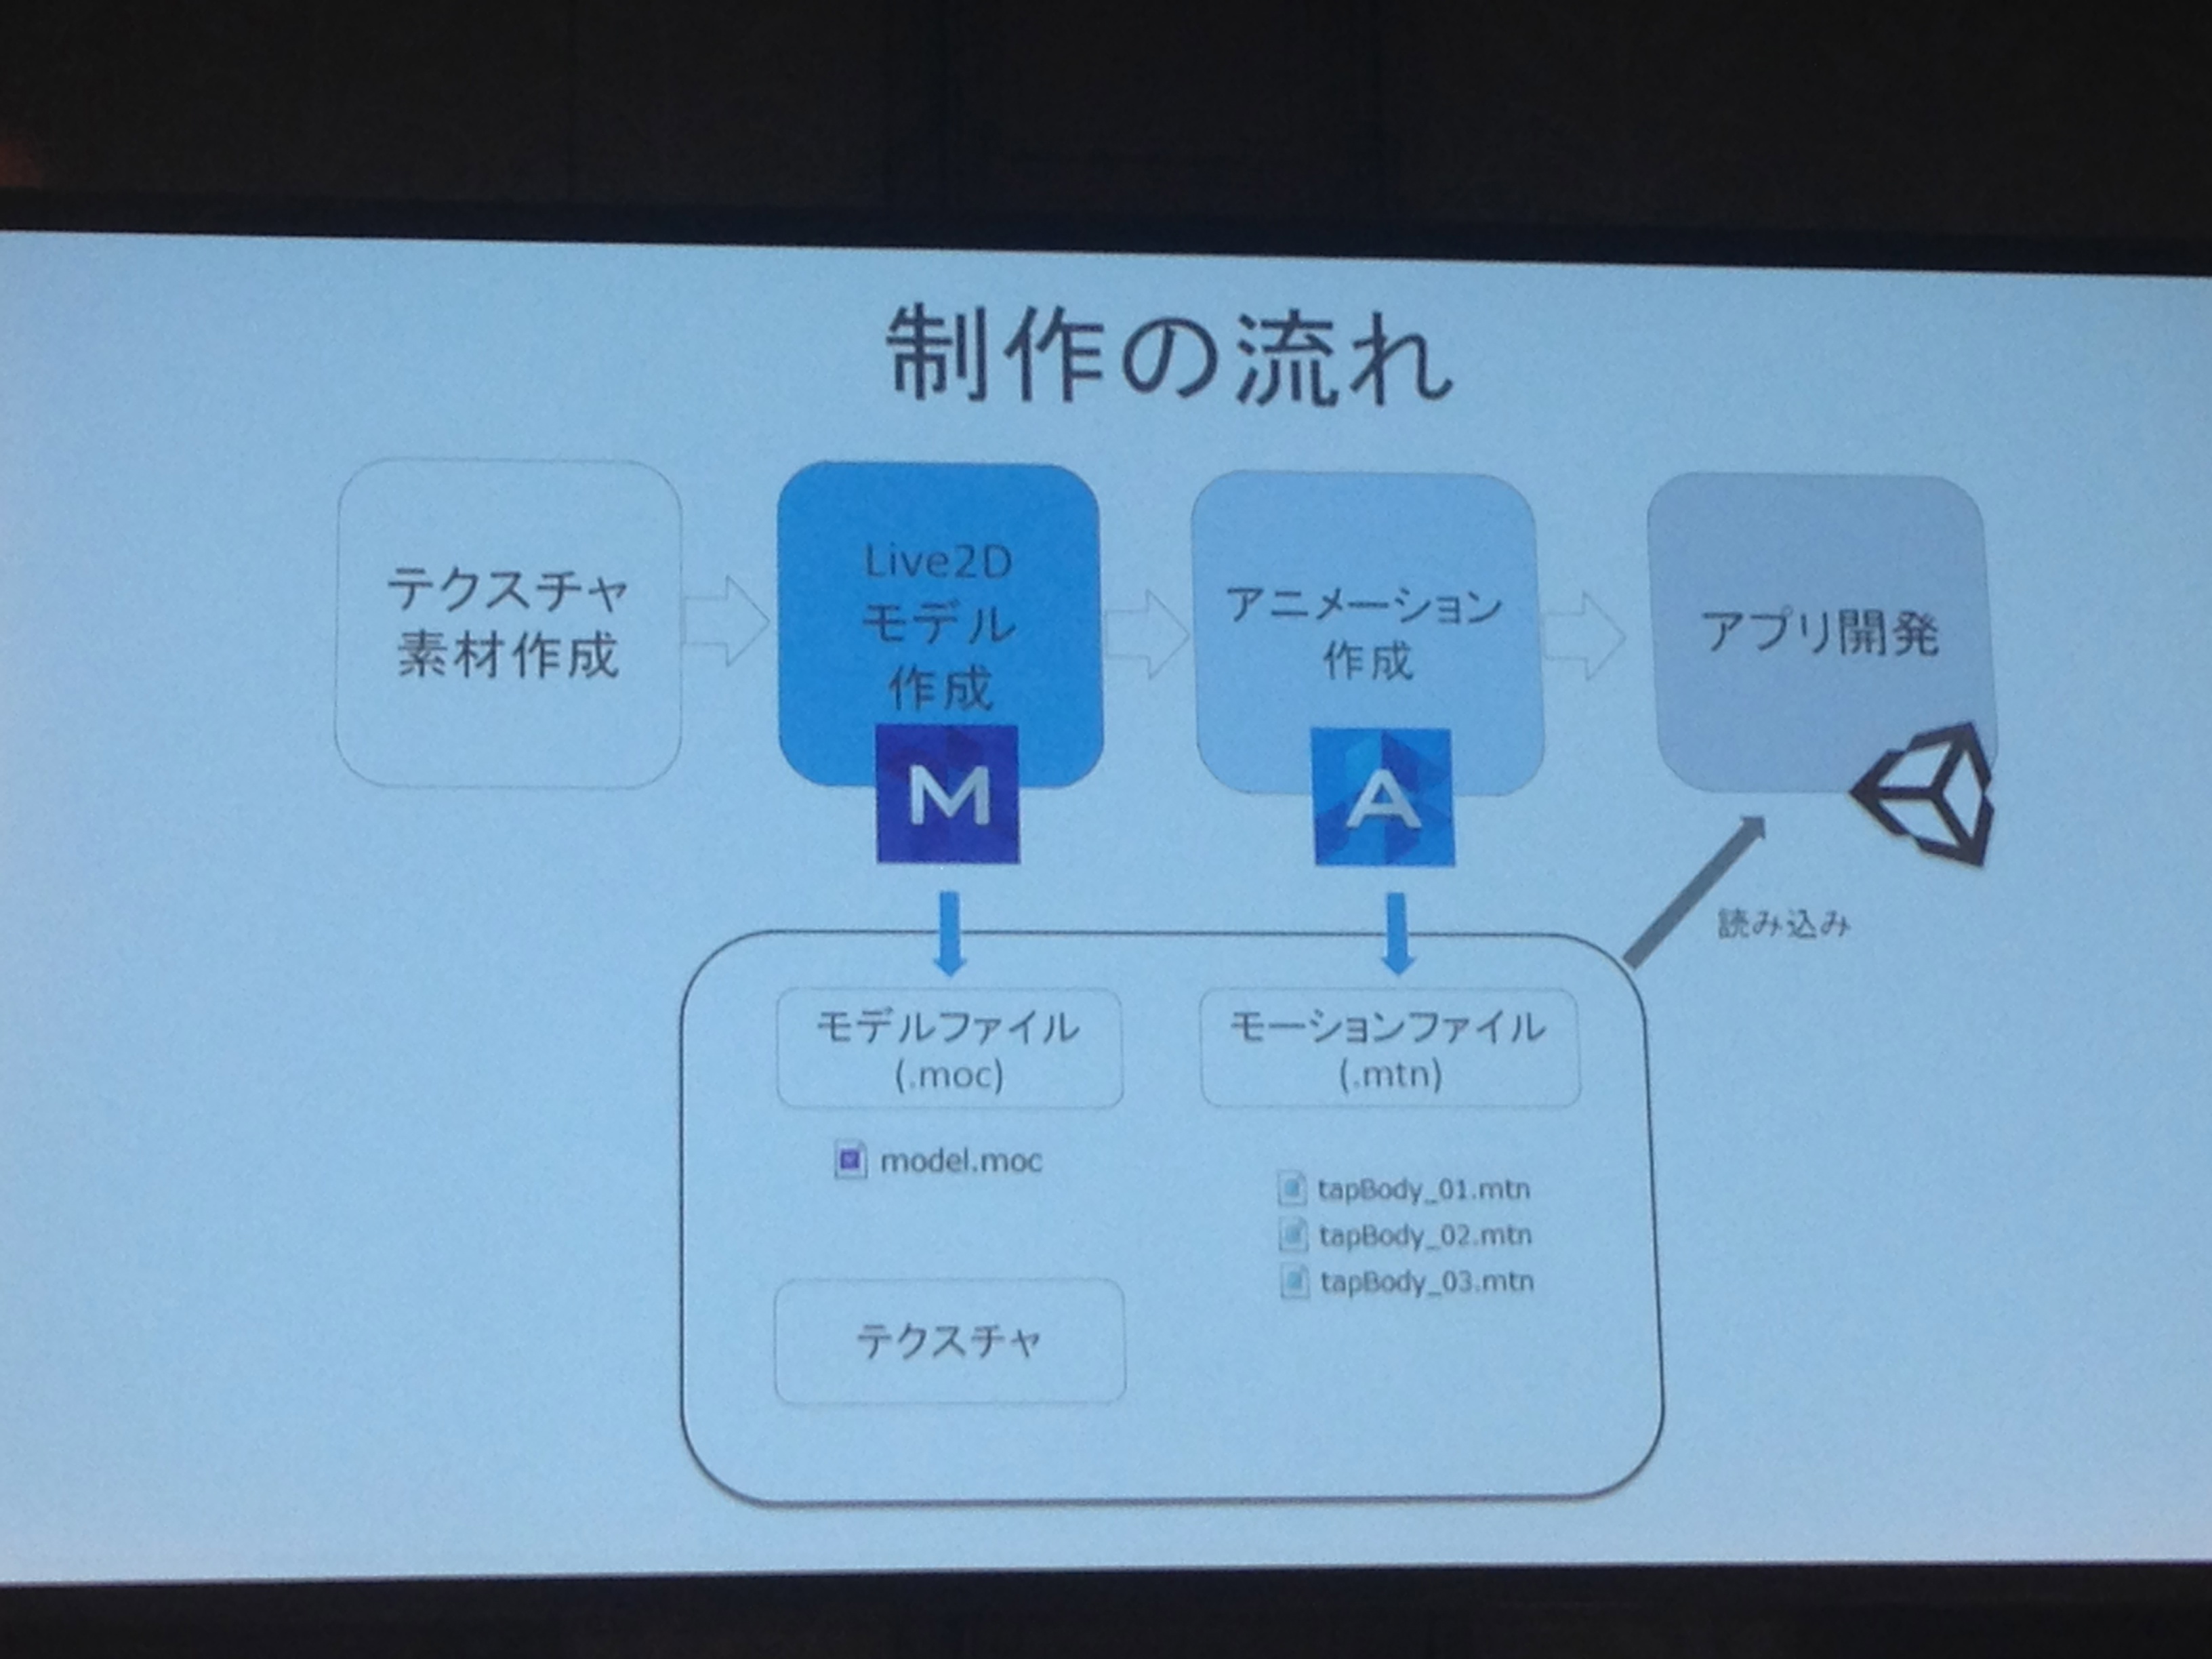 制作の流れ
テクスチャ
素材作成
Live2D
モデル
作成
M
アニメーション
作成
A
アプリ開発
読み込み
モデルファイル
(.moc)
model.moc
テクスチャ
モーションファイル
(.mtn)
tapBody_01.mtn
tapBody_02.mtn
tapBody_03.mtn